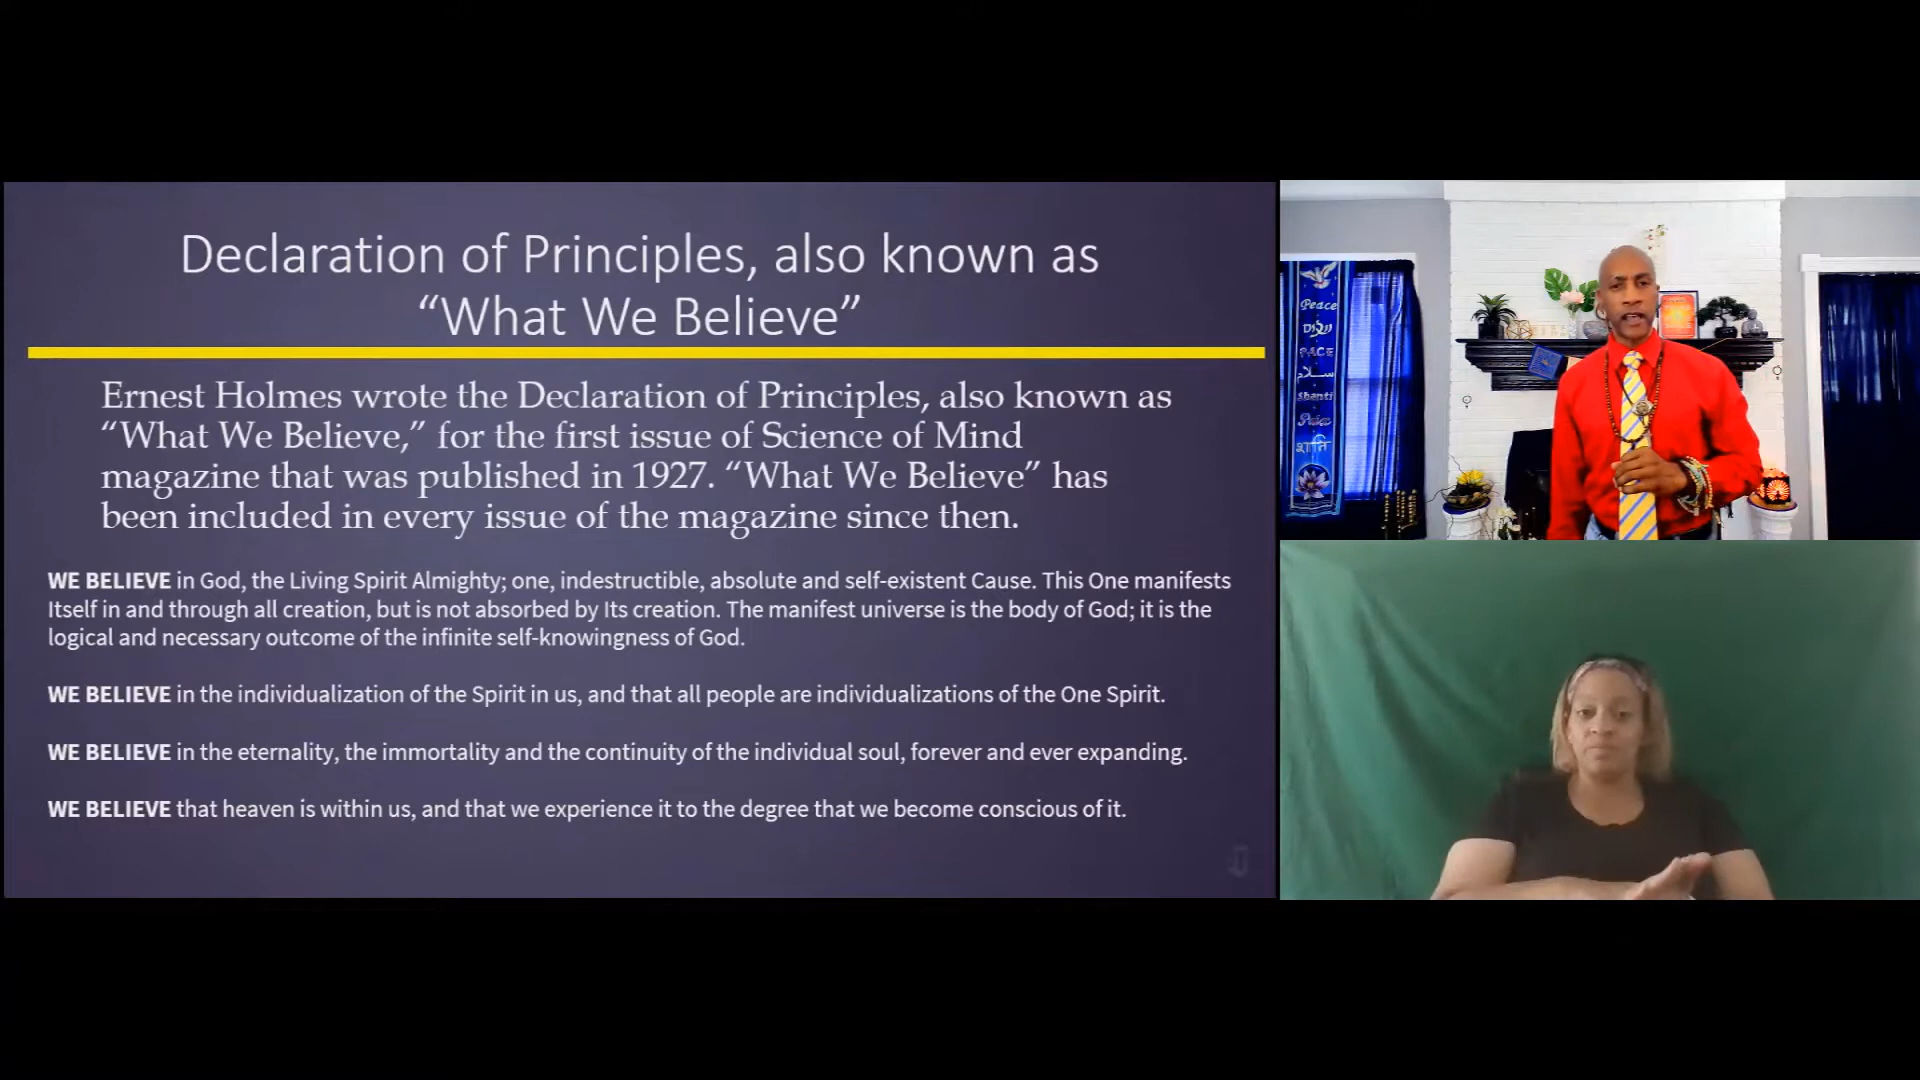 Declaration of Principles, also known as
“What We Believe”
Ernest Holmes wrote the Declaration of Principles, also known as
“What We Believe,” for the first issue of Science of Mind
magazine that was published in 1927. “What We Believe” has
been included in every issue of the magazine since then.
WE BELIEVE in God, the Living Spirit Almighty; one, indestructible, absolute and self-existent Cause. This One manifests
Itself in and through all creation, but is not absorbed by Its creation. The manifest universe is the body of God; it is the
logical and necessary outcome of the infinite self-knowingness of God.
WE BELIEVE in the individualization of the Spirit in us, and that all people are individualizations of the One Spirit.
WE BELIEVE in the eternality, the immortality and the continuity of the individual soul, forever and ever expanding.
WE BELIEVE that heaven is within us, and that we experience it to the degree that we become conscious of it.
Peace
שלום
PACE
سلام
Shanti
शांति